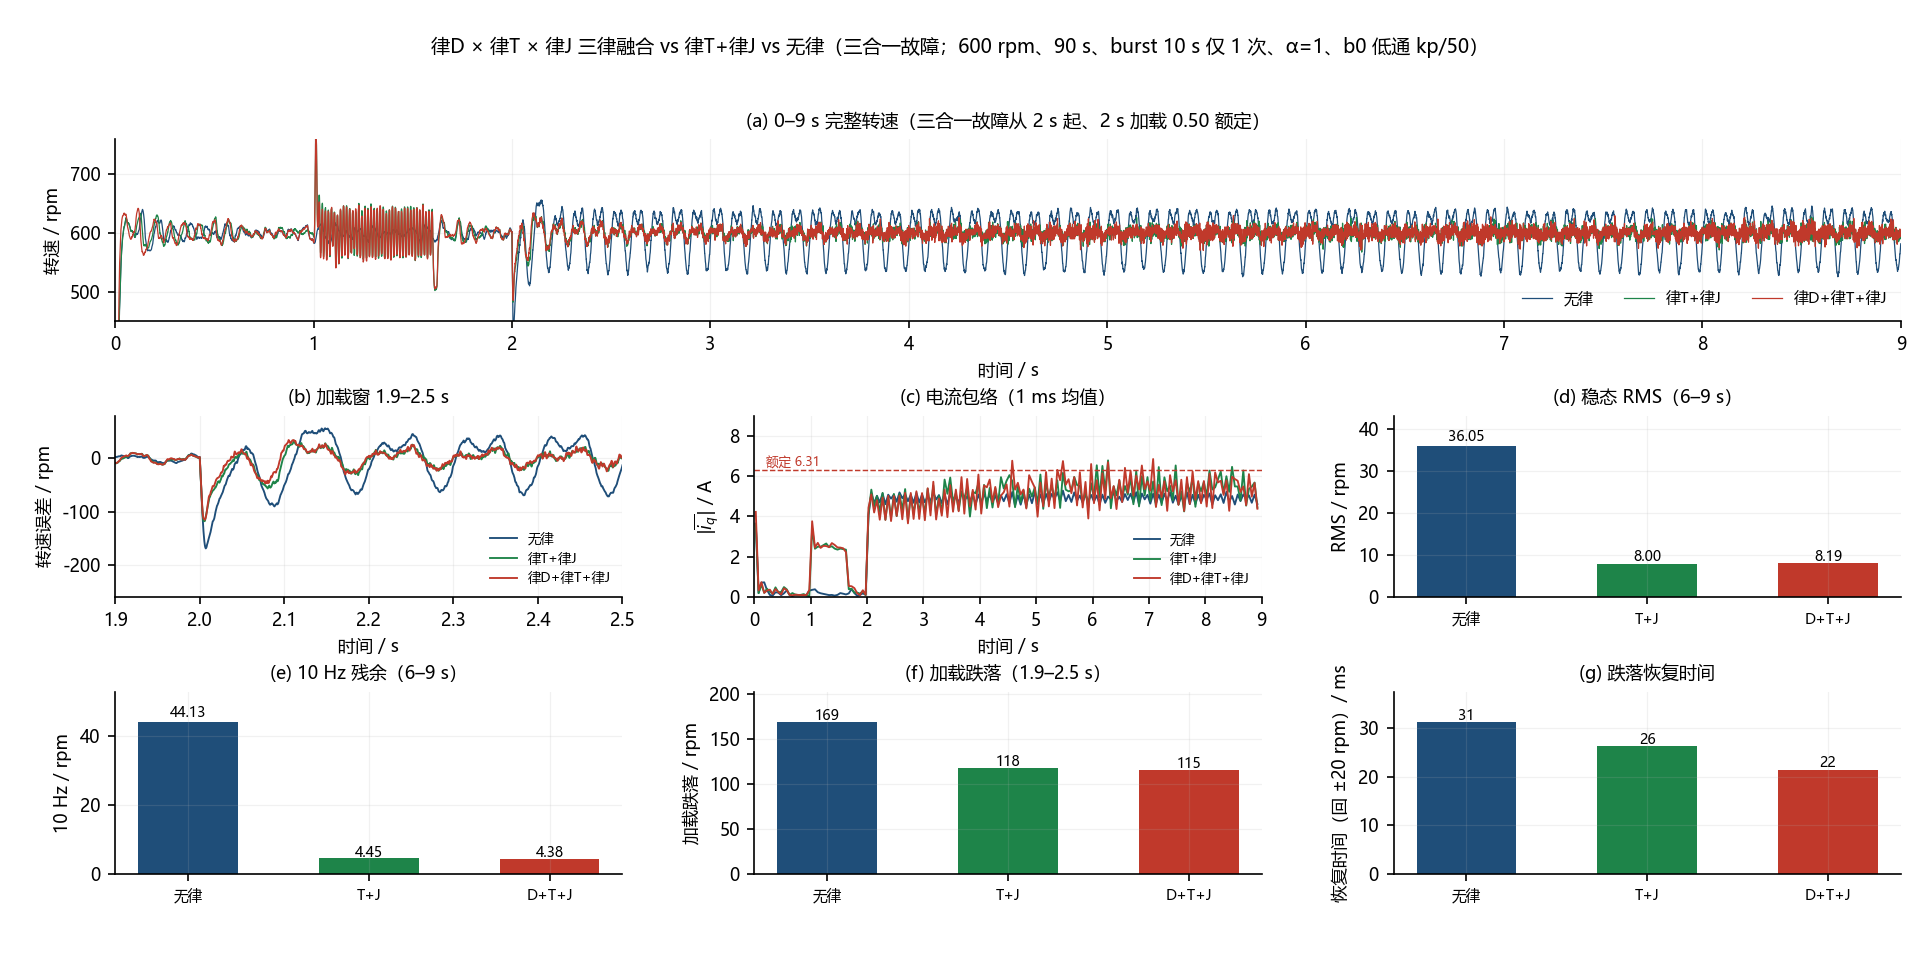 律D × 律T × 律J 三律融合 vs 律T+律J vs 无律（三合一故障；600 rpm、90 s、burst 10 s 仅 1 次、α=1、b0 低通 kp/50）
(a) 0–9 s 完整转速（三合一故障从 2 s 起、2 s 加载 0.50 额定）
转速 / rpm
700
600
500
无律
律T+律J
律D+律T+律J
0 1 2 3 4 5 6 7 8 9
时间 / s
(b) 加载窗 1.9–2.5 s
转速误差 / rpm
0
-100
-200
无律
律T+律J
律D+律T+律J
1.9 2.0 2.1 2.2 2.3 2.4 2.5
时间 / s
(c) 电流包络（1 ms 均值）
|i_q| / A
8
6
4
2
0
额定 6.31
无律
律T+律J
律D+律T+律J
0 1 2 3 4 5 6 7 8 9
时间 / s
(d) 稳态 RMS（6–9 s）
RMS / rpm
40
30
20
10
0
36.05
8.00
8.19
无律
T+J
D+T+J
(e) 10 Hz 残余（6–9 s）
10 Hz / rpm
40
20
0
44.13
4.45
4.38
无律
T+J
D+T+J
(f) 加载跌落（1.9–2.5 s）
加载跌落 / rpm
200
150
100
50
0
169
118
115
无律
T+J
D+T+J
(g) 跌落恢复时间
恢复时间（回 ±20 rpm）/ ms
30
20
10
0
31
26
22
无律
T+J
D+T+J